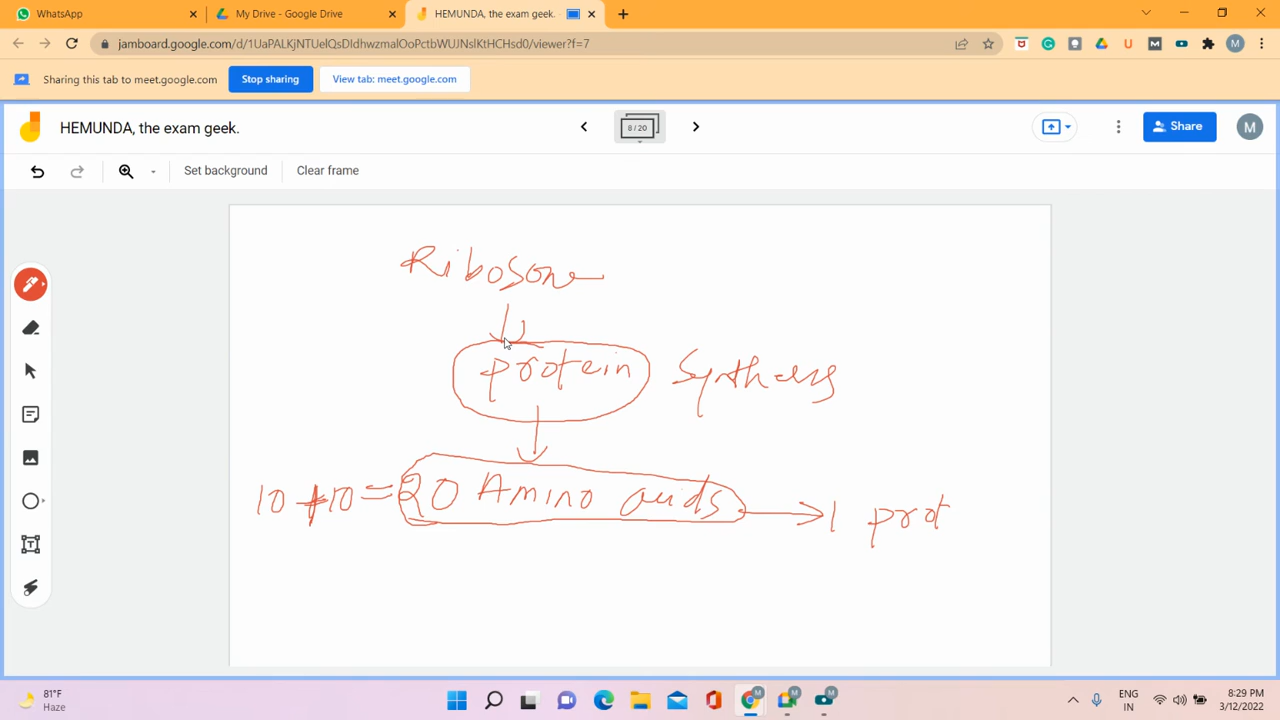 WhatsApp
My Drive - Google Drive
HEMUNDA, the exam geek.
jamboard.google.com/d/1UaPALKjNTUelQsDIdhwzmalOoPctbWUJNslKtHCHsd0/viewer?f=7
M
Sharing this tab to meet.google.com
Stop sharing
View tab: meet.google.com
HEMUNDA, the exam geek.
8 / 20
Share
M
Set background
Clear frame
Ribosome
protein Synthesis
10 + 10 = 20 Amino acids → 1 prot
81°F
Haze
ENG
IN
8:29 PM
3/12/2022